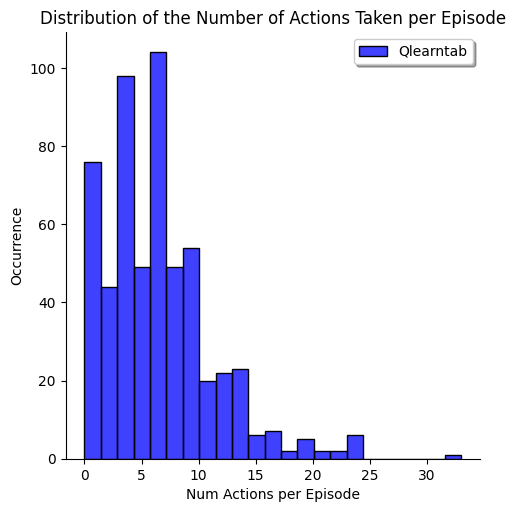 Distribution of the Number of Actions Taken per Episode
Qlearntab
100
80
60
40
20
0
Occurrence
0 5 10 15 20 25 30
Num Actions per Episode